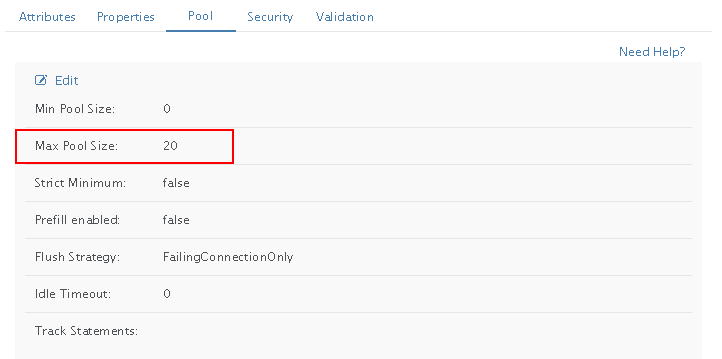 Attributes Properties Pool Security Validation
Need Help?
Edit
Min Pool Size: 0
Max Pool Size: 20
Strict Minimum: false
Prefill enabled: false
Flush Strategy: FailingConnectionOnly
Idle Timeout: 0
Track Statements: